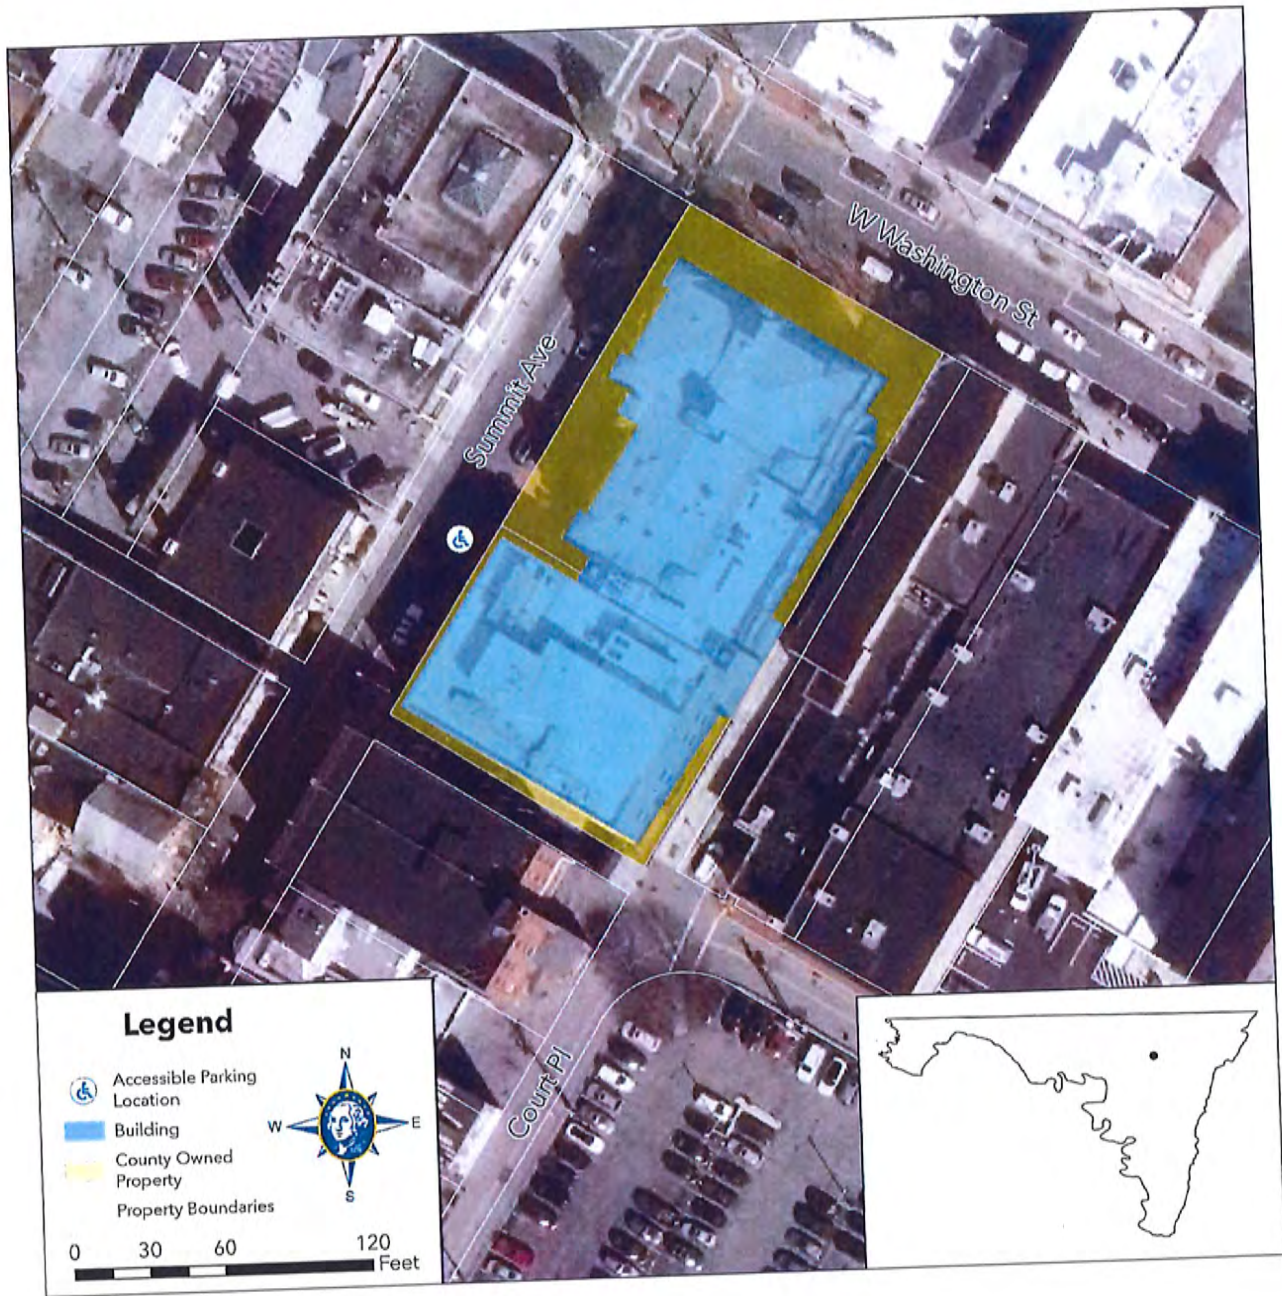 W Washington St
Summit Ave
Court Pl
Legend
Accessible Parking
Location
Building
County Owned
Property
Property Boundaries
N
W
E
S
0 30 60 120
Feet